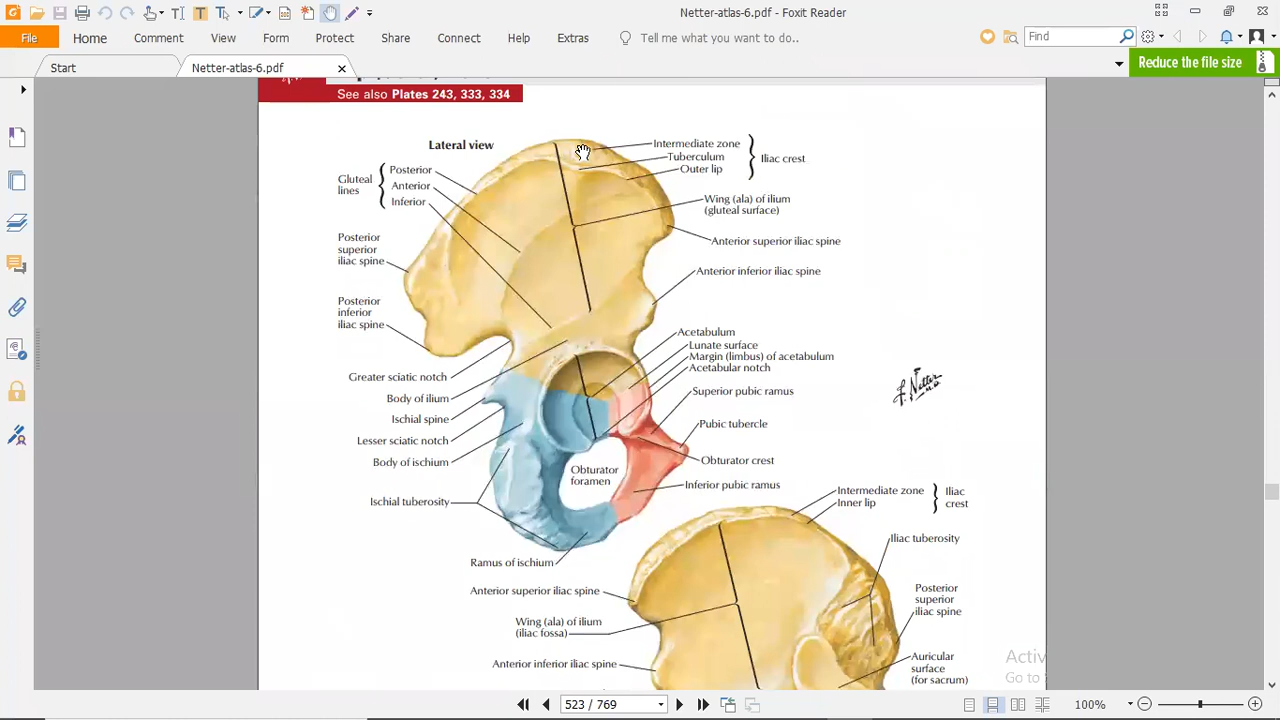 Netter-atlas-6.pdf - Foxit Reader
File Home Comment View Form Protect Share Connect Help Extras Tell me what you want to do.. Find
Start Netter-atlas-6.pdf Reduce the file size
See also Plates 243, 333, 334
Lateral view
Gluteal
lines
Posterior
Anterior
Inferior
Posterior
superior
iliac spine
Posterior
inferior
iliac spine
Greater sciatic notch
Body of ilium
Ischial spine
Lesser sciatic notch
Body of ischium
Ischial tuberosity
Ramus of ischium
Intermediate zone
Tuberculum
Outer lip
Iliac crest
Wing (ala) of ilium
(gluteal surface)
Anterior superior iliac spine
Anterior inferior iliac spine
Acetabulum
Lunate surface
Margin (limbus) of acetabulum
Acetabular notch
Superior pubic ramus
Pubic tubercle
Obturator crest
Inferior pubic ramus
Obturator
foramen
F. Netter
Intermediate zone
Inner lip
Iliac
crest
Iliac tuberosity
Posterior
superior
iliac spine
Auricular
surface
(for sacrum)
Anterior superior iliac spine
Wing (ala) of ilium
(iliac fossa)
Anterior inferior iliac spine
Activ
Go to
523 / 769 100%